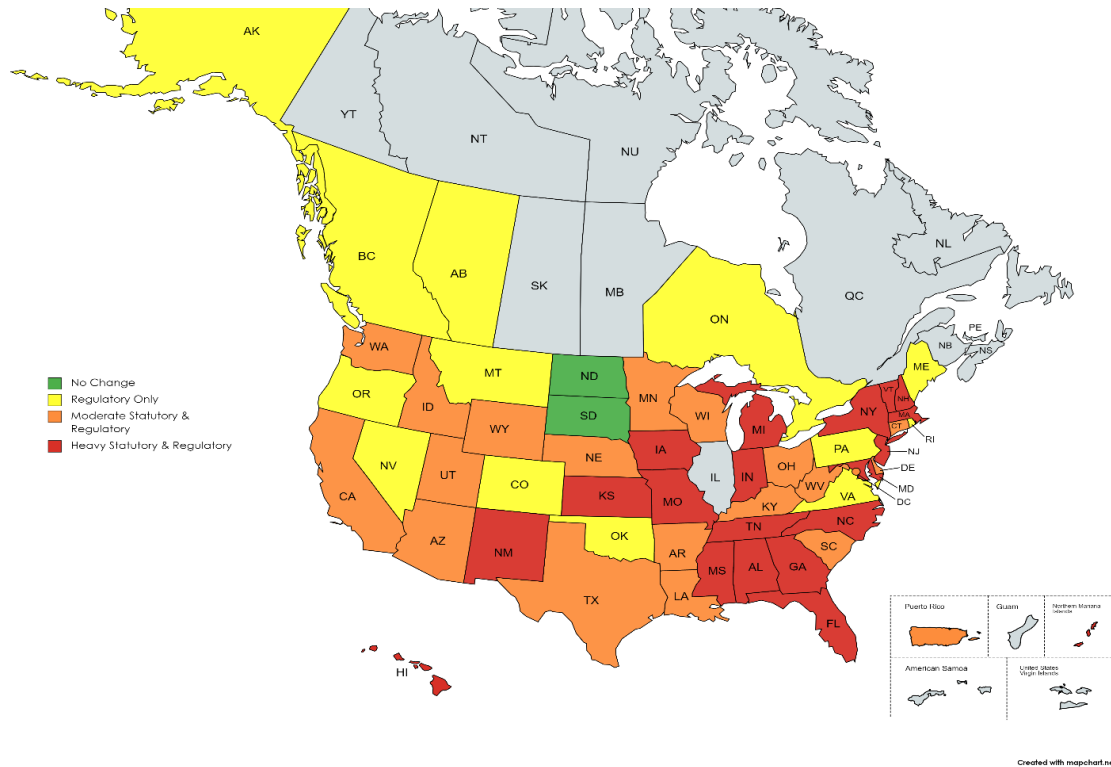 AK
YT
NT
NU
BC
AB
SK
MB
ON
QC
NL
PE
NB
NS
WA
MT
ND
MN
ME
OR
ID
SD
WI
MI
NY
VT
NH
MA
CT
RI
WY
NE
IA
PA
NJ
NV
UT
CO
IL
IN
OH
WV
DE
MD
DC
CA
KS
MO
KY
VA
AZ
NM
OK
AR
TN
NC
SC
TX
LA
MS
AL
GA
FL
HI
No Change
Regulatory Only
Moderate Statutory &
Regulatory
Heavy Statutory & Regulatory
Puerto Rico
Guam
Northern Mariana
Islands
American Samoa
United States
Virgin Islands
Created with mapchart.ne